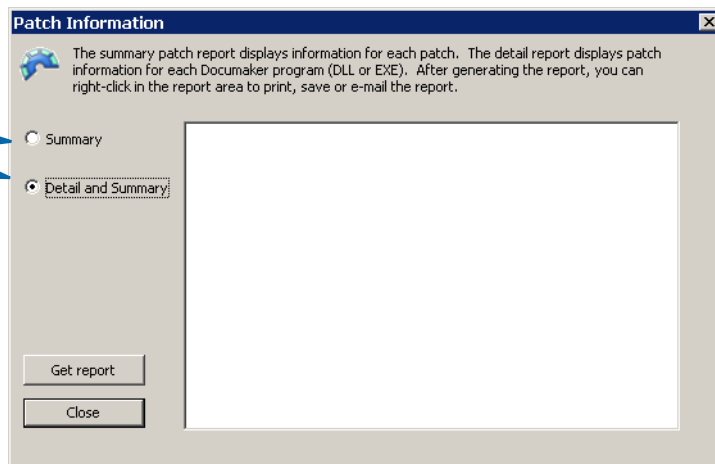 Patch Information
The summary patch report displays information for each patch. The detail report displays patch
information for each Documaker program (DLL or EXE). After generating the report, you can
right-click in the report area to print, save or e-mail the report.
Summary
Detail and Summary
Get report
Close